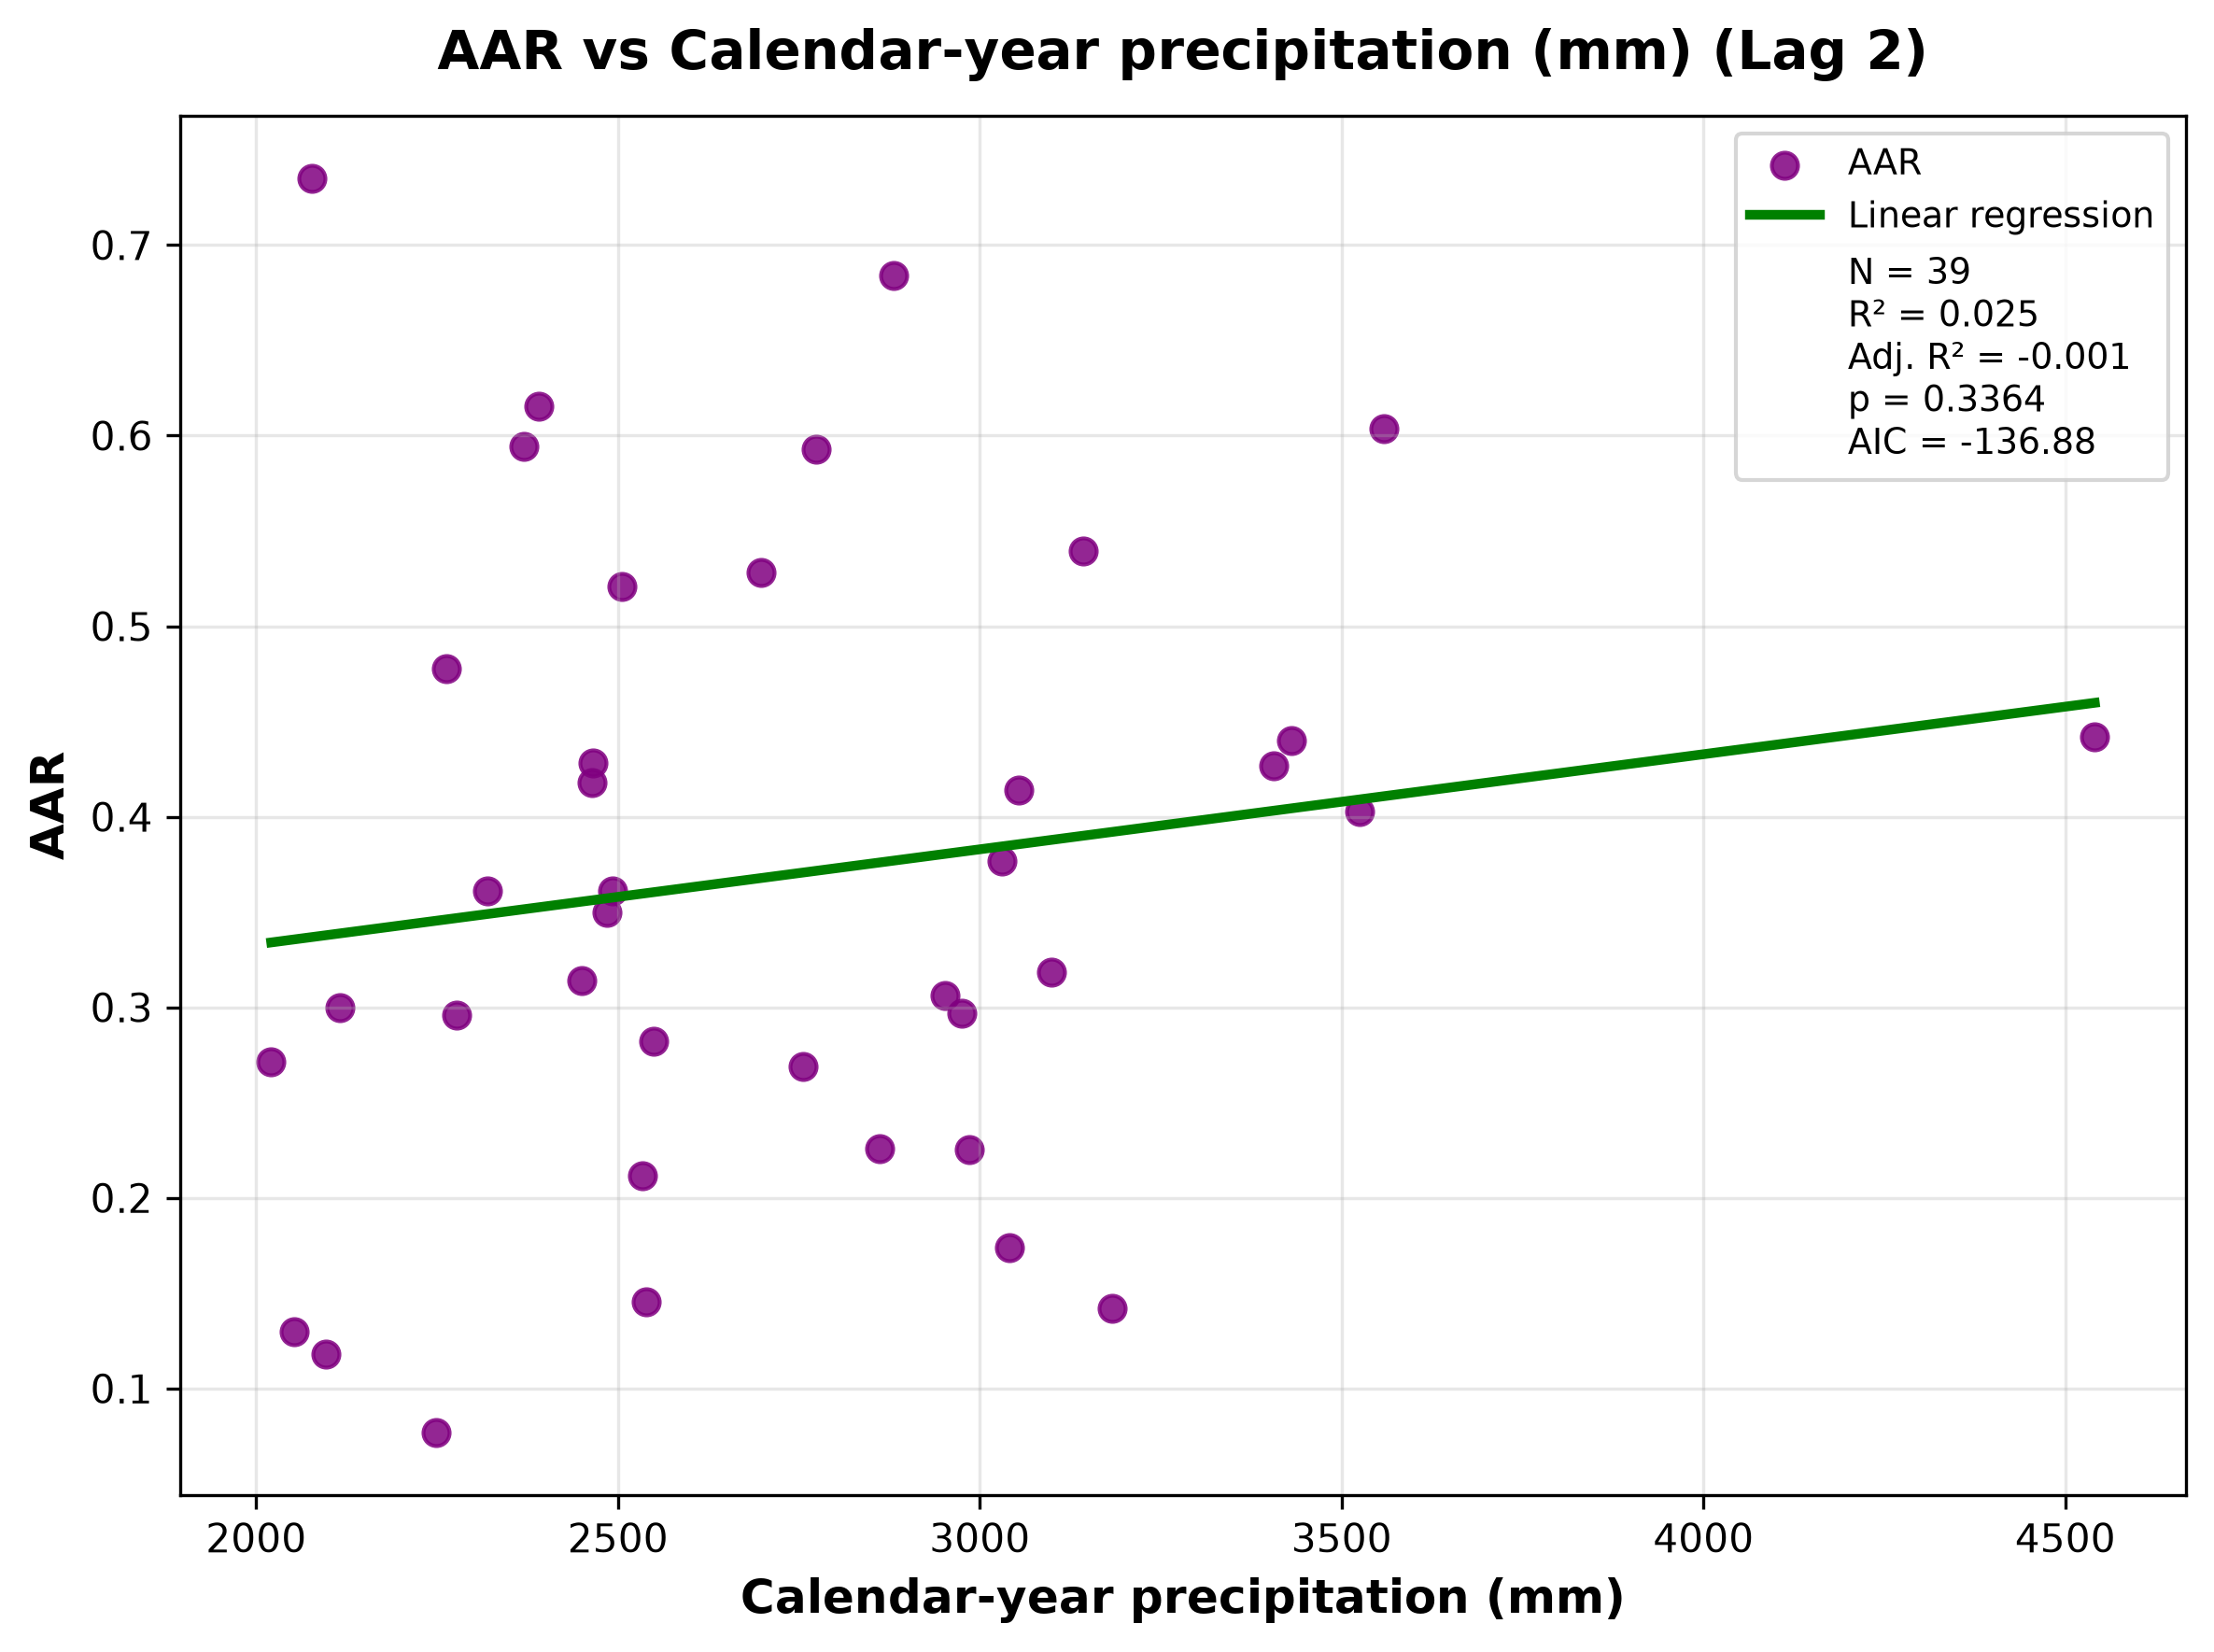 AAR vs Calendar-year precipitation (mm) (Lag 2)
AAR
Linear regression
N = 39
R² = 0.025
Adj. R² = -0.001
p = 0.3364
AIC = -136.88
0.7
0.6
0.5
0.4
0.3
0.2
0.1
AAR
2000 2500 3000 3500 4000 4500
Calendar-year precipitation (mm)